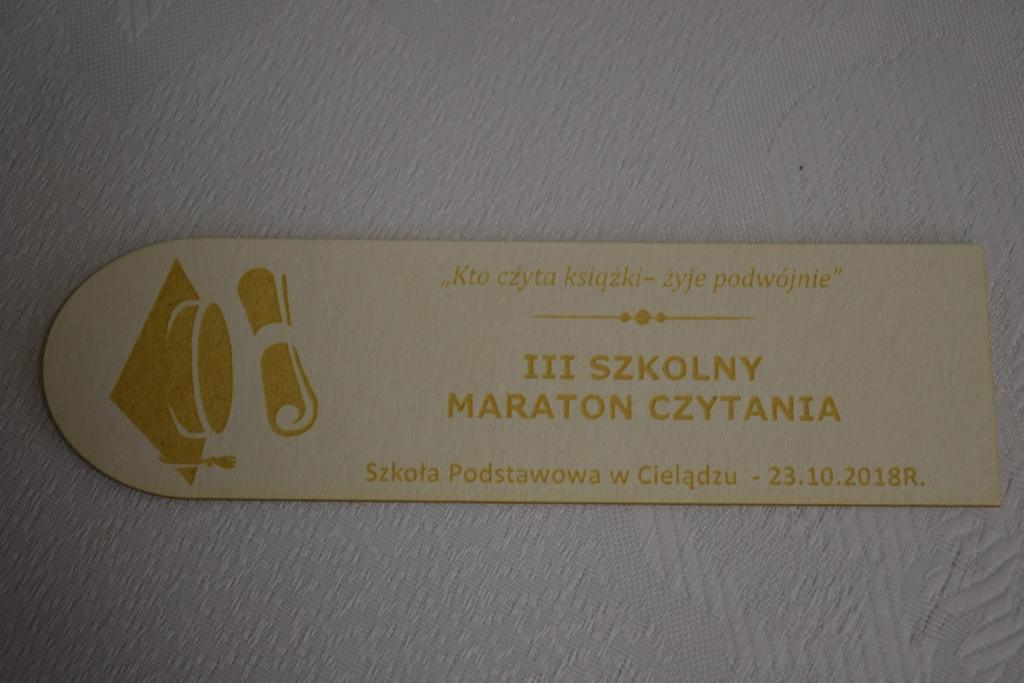 „Kto czyta książki– żyje podwójnie”
III SZKOLNY
MARATON CZYTANIA
Szkoła Podstawowa w Cielądzu - 23.10.2018R.